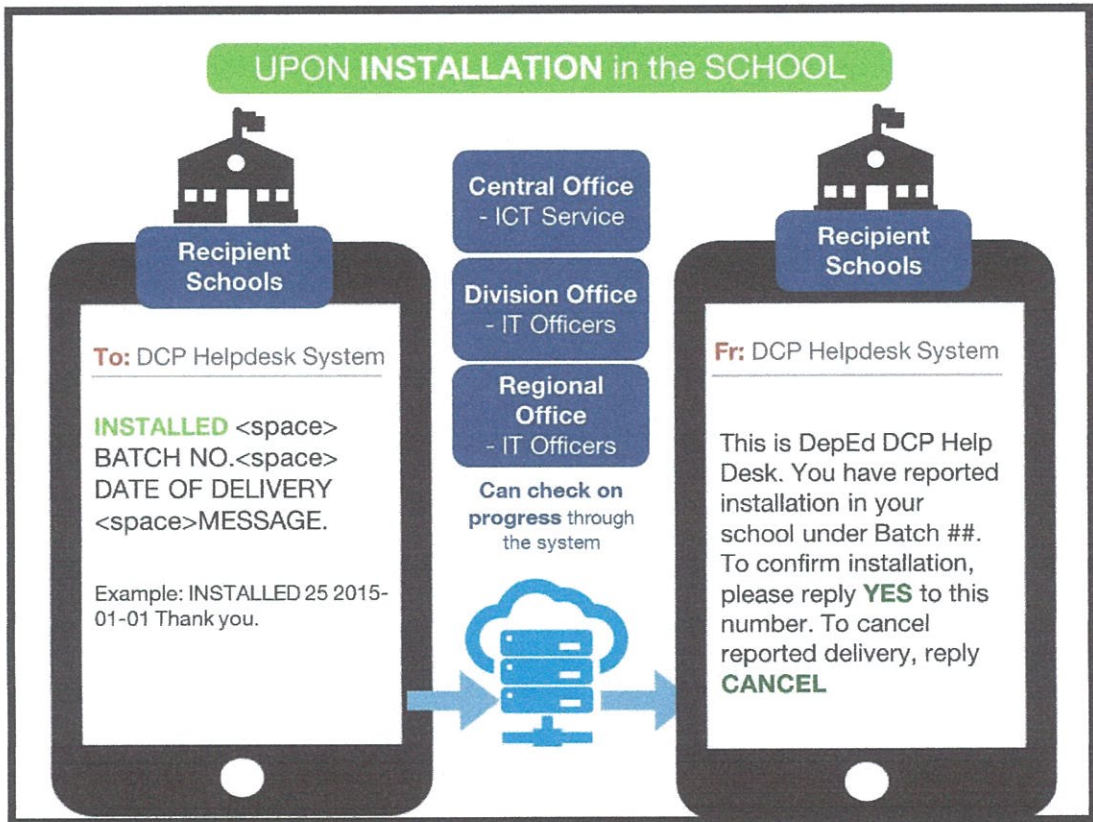 UPON INSTALLATION in the SCHOOL
Recipient
Schools
To: DCP Helpdesk System
INSTALLED <space>
BATCH NO.<space>
DATE OF DELIVERY
<space>MESSAGE.
Example: INSTALLED 25 2015-
01-01 Thank you.
Central Office
- ICT Service
Division Office
- IT Officers
Regional
Office
- IT Officers
Can check on
progress through
the system
Recipient
Schools
Fr: DCP Helpdesk System
This is DepEd DCP Help
Desk. You have reported
installation in your
school under Batch ##.
To confirm installation,
please reply YES to this
number. To cancel
reported delivery, reply
CANCEL